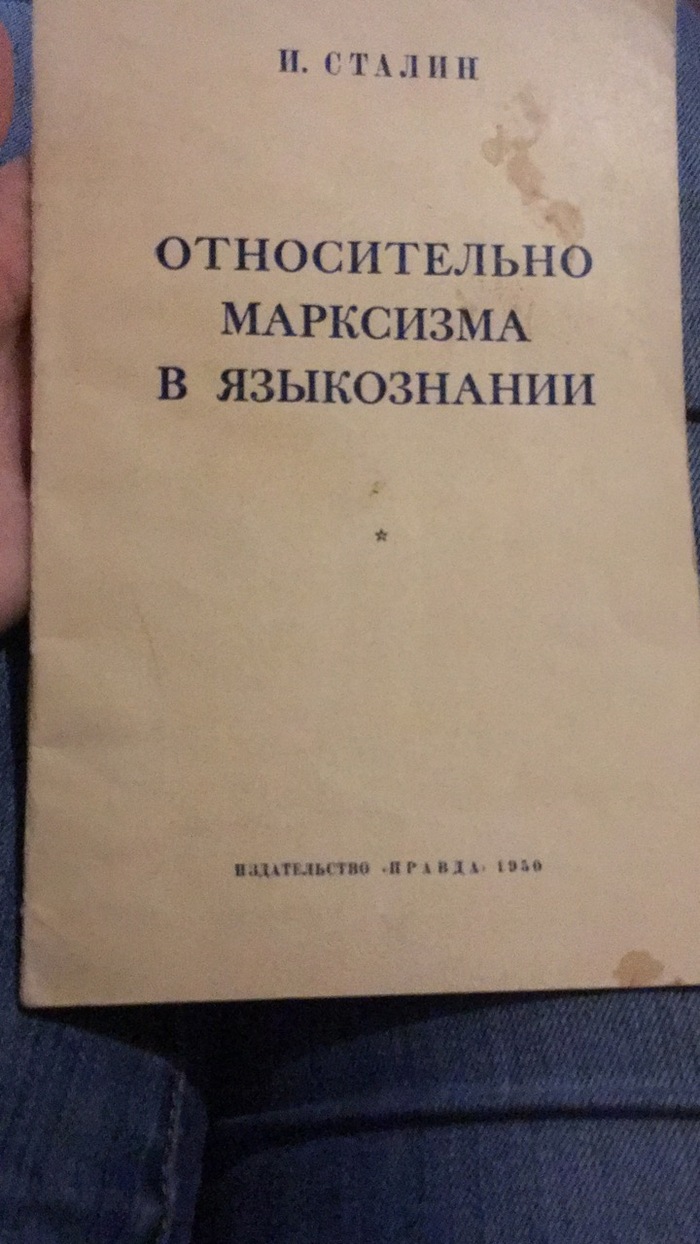 И. СТАЛИН
ОТНОСИТЕЛЬНО
МАРКСИЗМА
В ЯЗЫКОЗНАНИИ
ИЗДАТЕЛЬСТВО «ПРАВДА» 1950